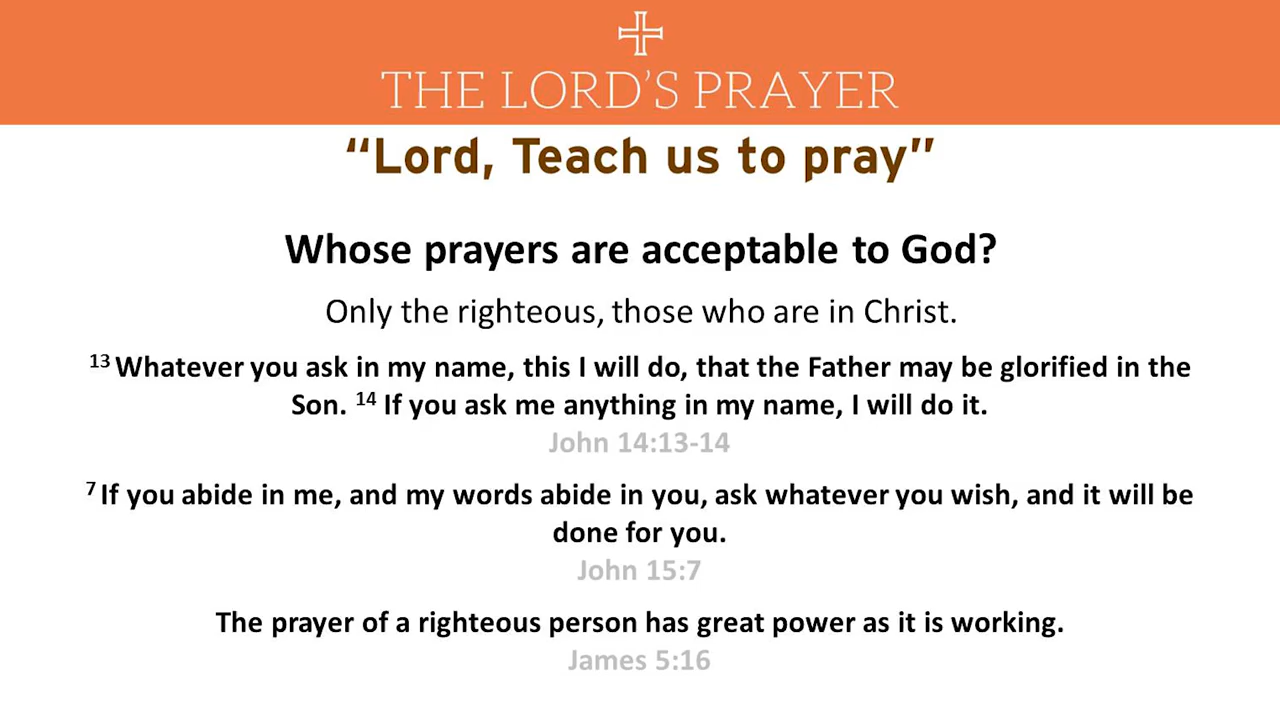 THE LORD'S PRAYER
“Lord, Teach us to pray”
Whose prayers are acceptable to God?
Only the righteous, those who are in Christ.
13 Whatever you ask in my name, this I will do, that the Father may be glorified in the
Son. 14 If you ask me anything in my name, I will do it.
John 14:13-14
7 If you abide in me, and my words abide in you, ask whatever you wish, and it will be
done for you.
John 15:7
The prayer of a righteous person has great power as it is working.
James 5:16